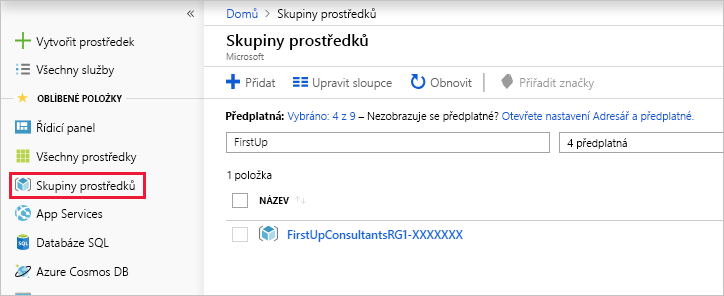 «
Vytvořit prostředek
Všechny služby
OBLÍBENÉ POLOŽKY
Řídicí panel
Všechny prostředky
Skupiny prostředků
App Services
Databáze SQL
Azure Cosmos DB
Domů > Skupiny prostředků
Skupiny prostředků
Microsoft
Přidat Upravit sloupce Obnovit Přiřadit značky
Předplatná: Vybráno: 4 z 9 – Nezobrazuje se předplatné? Otevřete nastavení Adresář a předplatné.
FirstUp 4 předplatná
1 položka
NÁZEV ↑↓
FirstUpConsultantsRG1-XXXXXXX